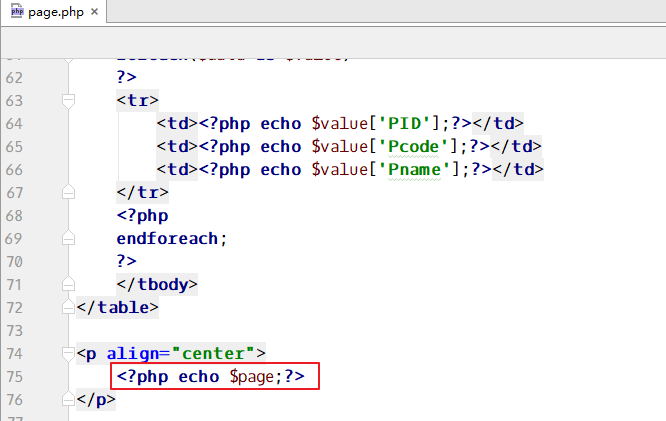 php page.php ×
62 ?>
63 <tr>
64 <td><?php echo $value['PID'];?></td>
65 <td><?php echo $value['Pcode'];?></td>
66 <td><?php echo $value['Pname'];?></td>
67 </tr>
68 <?php
69 endforeach;
70 ?>
71 </tbody>
72 </table>
73
74 <p align="center">
75 <?php echo $page;?>
76 </p>